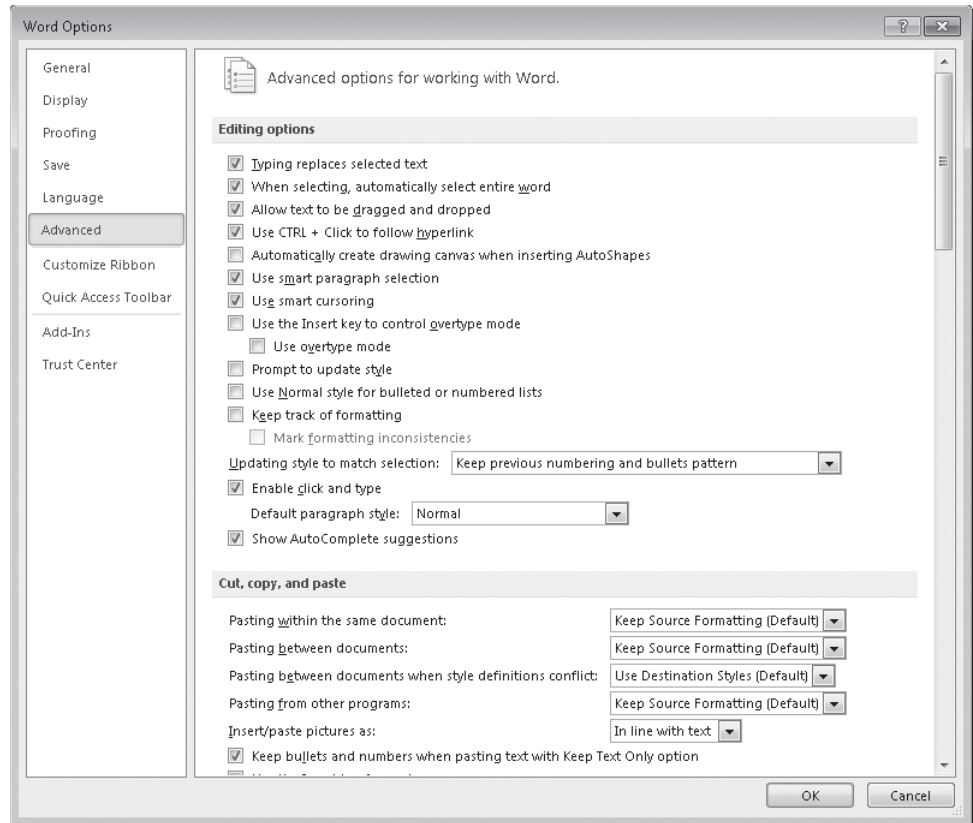 Word Options
General
Display
Proofing
Save
Language
Advanced
Customize Ribbon
Quick Access Toolbar
Add-Ins
Trust Center
Advanced options for working with Word.
Editing options
Typing replaces selected text
When selecting, automatically select entire word
Allow text to be dragged and dropped
Use CTRL + Click to follow hyperlink
Automatically create drawing canvas when inserting AutoShapes
Use smart paragraph selection
Use smart cursoring
Use the Insert key to control overtype mode
Use overtype mode
Prompt to update style
Use Normal style for bulleted or numbered lists
Keep track of formatting
Mark formatting inconsistencies
Updating style to match selection: Keep previous numbering and bullets pattern
Enable click and type
Default paragraph style: Normal
Show AutoComplete suggestions
Cut, copy, and paste
Pasting within the same document: Keep Source Formatting (Default)
Pasting between documents: Keep Source Formatting (Default)
Pasting between documents when style definitions conflict: Use Destination Styles (Default)
Pasting from other programs: Keep Source Formatting (Default)
Insert/paste pictures as: In line with text
Keep bullets and numbers when pasting text with Keep Text Only option
OK Cancel